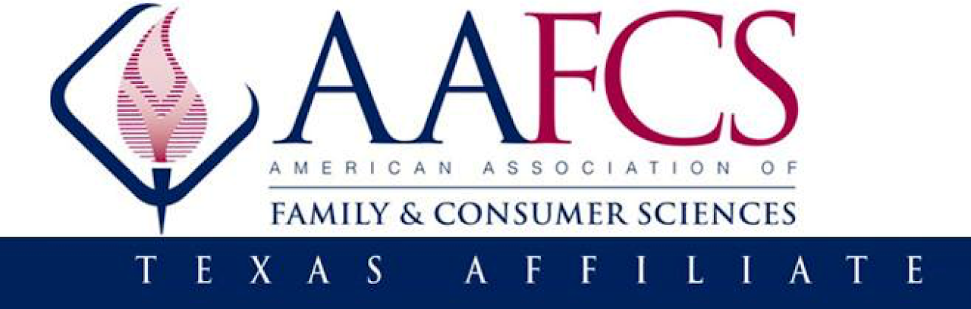 AAFCS
AMERICAN ASSOCIATION OF
FAMILY & CONSUMER SCIENCES
TEXAS AFFILIATE